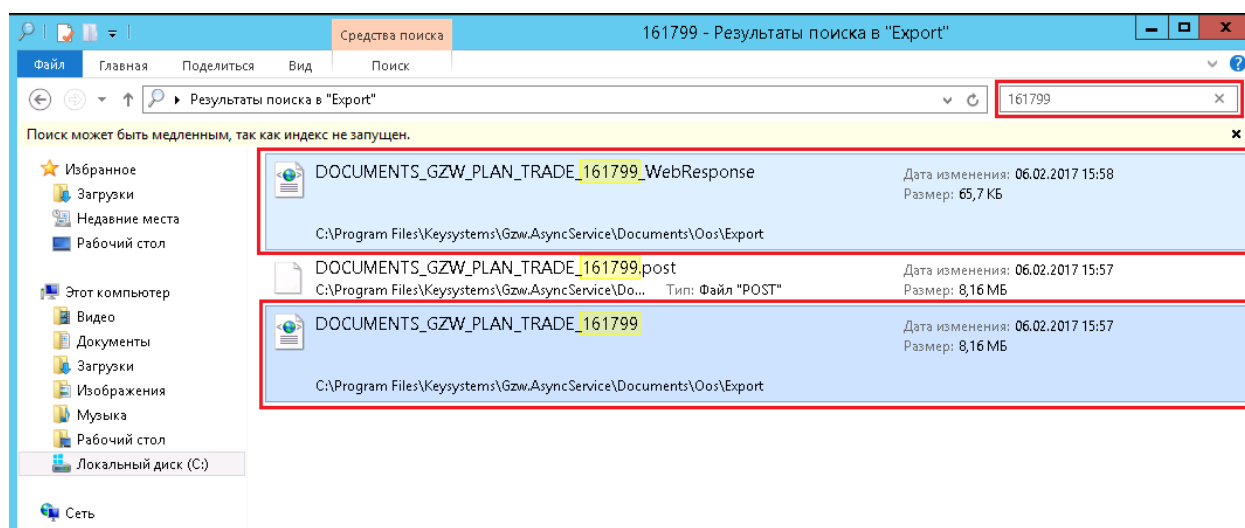 Средства поиска
161799 - Результаты поиска в "Export"
Файл Главная Поделиться Вид Поиск
Результаты поиска в "Export"
161799
Поиск может быть медленным, так как индекс не запущен.
Избранное
Загрузки
Недавние места
Рабочий стол
Этот компьютер
Видео
Документы
Загрузки
Изображения
Музыка
Рабочий стол
Локальный диск (C:)
Сеть
DOCUMENTS_GZW_PLAN_TRADE_161799_WebResponse
Дата изменения: 06.02.2017 15:58
Размер: 65,7 КБ
C:\Program Files\Keysystems\Gzw.AsyncService\Documents\Oos\Export
DOCUMENTS_GZW_PLAN_TRADE_161799.post
Дата изменения: 06.02.2017 15:57
C:\Program Files\Keysystems\Gzw.AsyncService\Do... Тип: Файл "POST"
Размер: 8,16 МБ
DOCUMENTS_GZW_PLAN_TRADE_161799
Дата изменения: 06.02.2017 15:57
Размер: 8,16 МБ
C:\Program Files\Keysystems\Gzw.AsyncService\Documents\Oos\Export